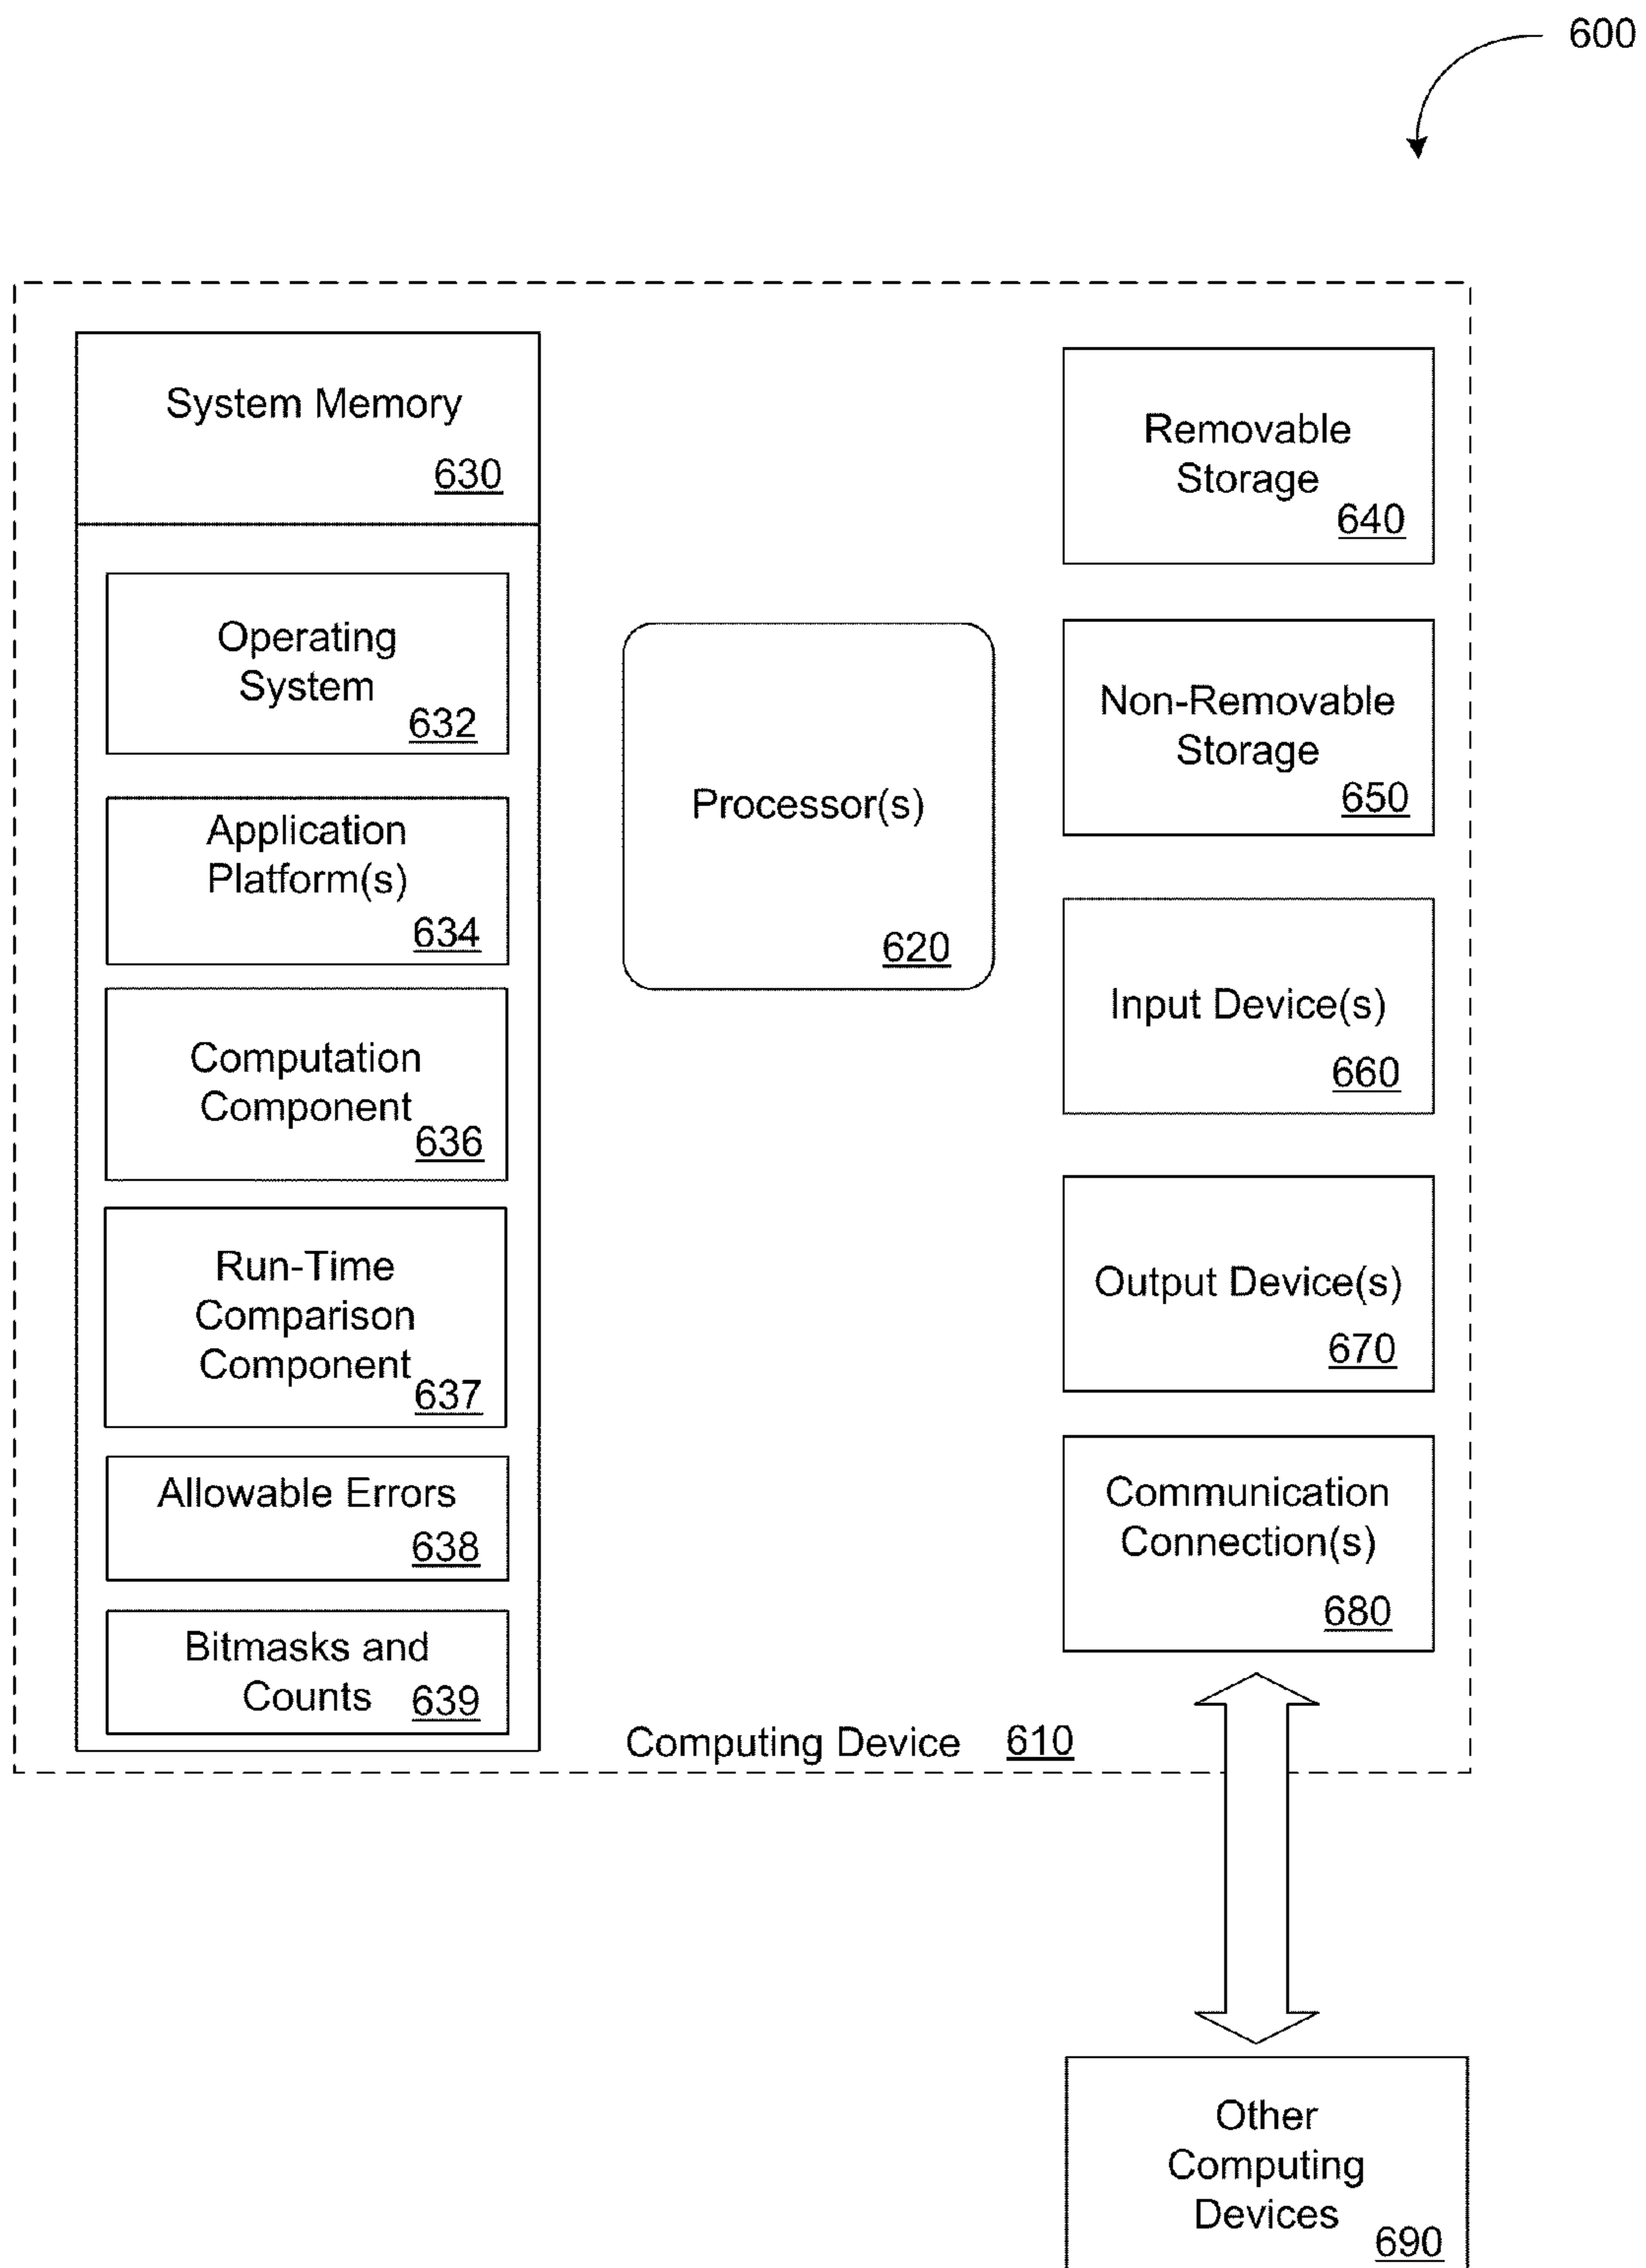 600
System Memory
630
Operating
System
632
Application
Platform(s)
634
Computation
Component
636
Run-Time
Comparison
Component
637
Allowable Errors
638
Bitmasks and
Counts 639
Processor(s)
620
Removable
Storage
640
Non-Removable
Storage
650
Input Device(s)
660
Output Device(s)
670
Communication
Connection(s)
680
Computing Device 610
Other
Computing
Devices
690